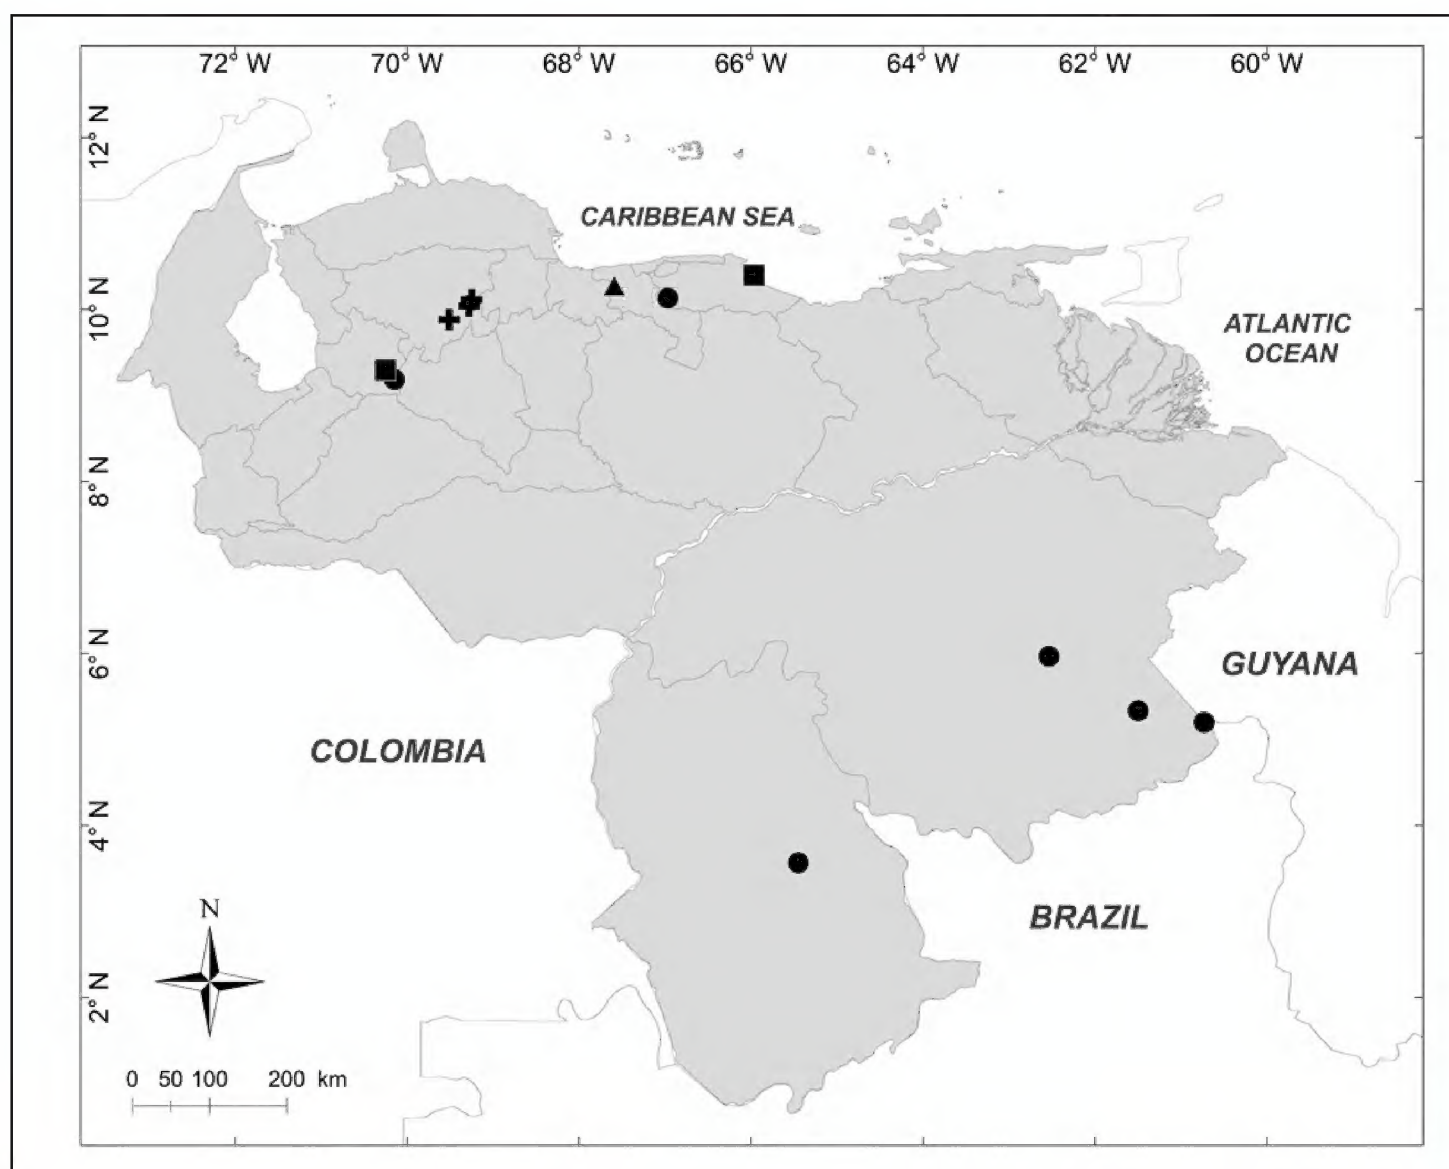 72° W 70° W 68° W 66° W 64° W 62° W 60° W
12° N
10° N
8° N
6° N
4° N
2° N
CARIBBEAN SEA
ATLANTIC
OCEAN
GUYANA
COLOMBIA
BRAZIL
N
0 50 100 200 km